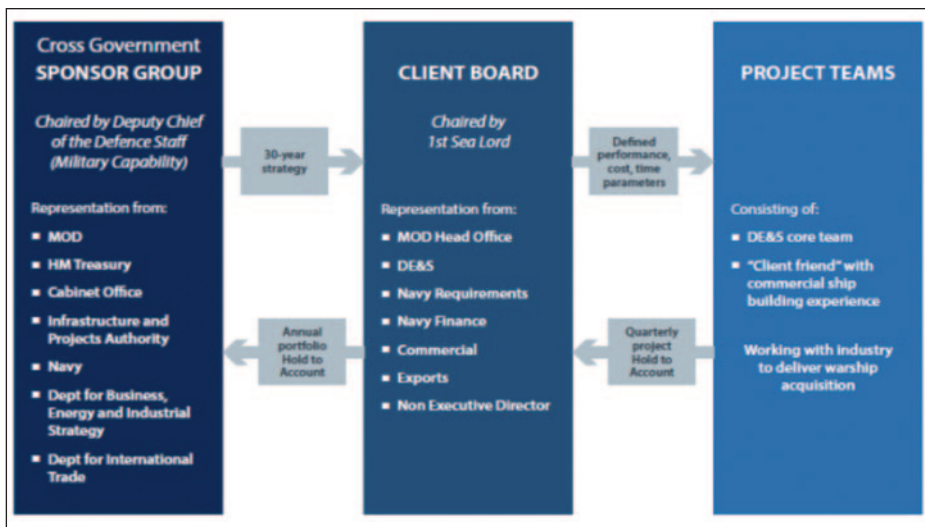 Cross Government
SPONSOR GROUP
Chaired by Deputy Chief
of the Defence Staff
(Military Capability)
Representation from:
▪ MOD
▪ HM Treasury
▪ Cabinet Office
▪ Infrastructure and
Projects Authority
▪ Navy
▪ Dept for Business,
Energy and Industrial
Strategy
▪ Dept for International
Trade
30-year
strategy
Annual
portfolio
Hold to
Account
CLIENT BOARD
Chaired by
1st Sea Lord
Representation from:
▪ MOD Head Office
▪ DE&S
▪ Navy Requirements
▪ Navy Finance
▪ Commercial
▪ Exports
▪ Non Executive Director
Defined
performance,
cost, time
parameters
Quarterly
project
Hold to
Account
PROJECT TEAMS
Consisting of:
▪ DE&S core team
▪ "Client friend" with
commercial ship
building experience
Working with industry
to deliver warship
acquisition